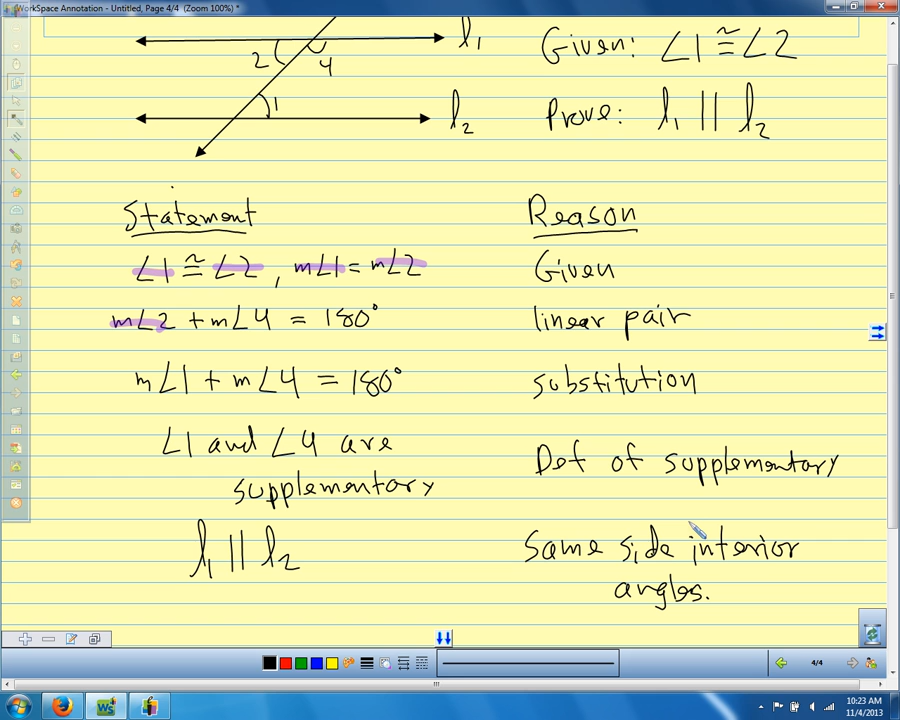 WorkSpace Annotation - Untitled, Page 4/4 (Zoom 100%) *
l₁
Given: ∠1 ≅ ∠2
2
4
1
l₂
Prove: l₁ || l₂
Statement
Reason
∠1 ≅ ∠2, m∠1 = m∠2
Given
m∠2 + m∠4 = 180°
linear pair
m∠1 + m∠4 = 180°
substitution
∠1 and ∠4 are
supplementary
Def of supplementary
l₁ || l₂
Same side interior
angles.
4/4
10:23 AM
11/4/2013